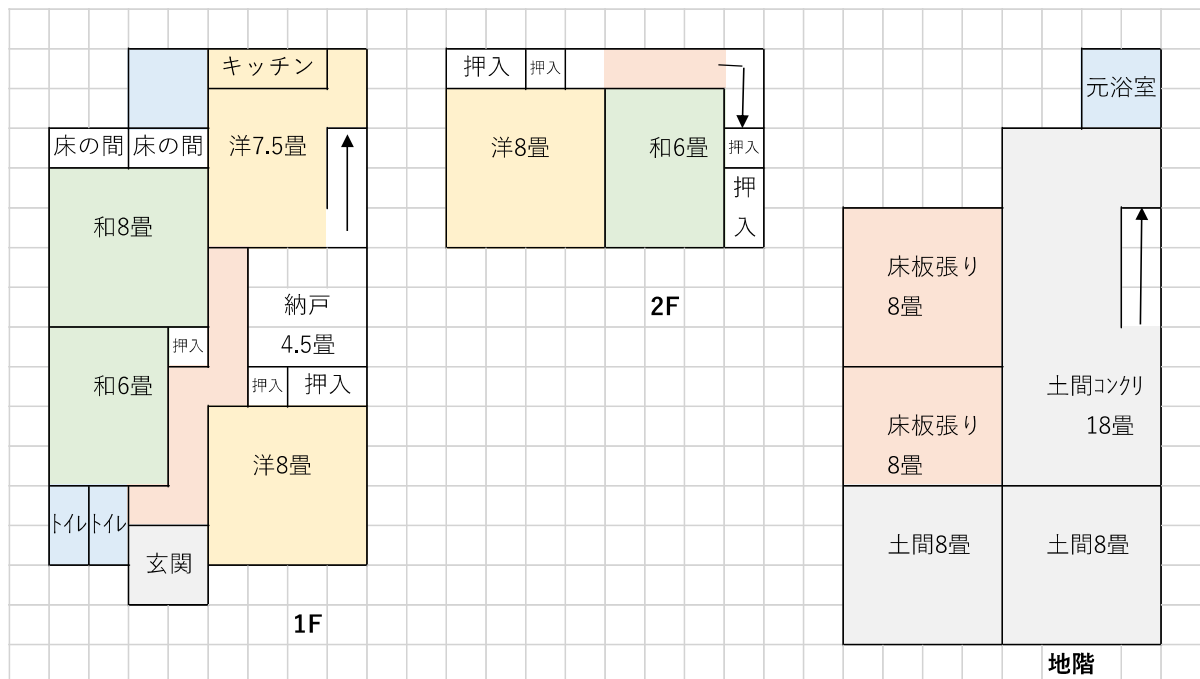 キッチン
床の間
床の間
洋7.5畳
和8畳
納戸
4.5畳
押入
和6畳
押入
押入
洋8畳
トイレ
トイレ
玄関
1F
押入
押入
洋8畳
和6畳
押入
押
入
2F
元浴室
床板張り
8畳
床板張り
8畳
土間コンクリ
18畳
土間8畳
土間8畳
地階